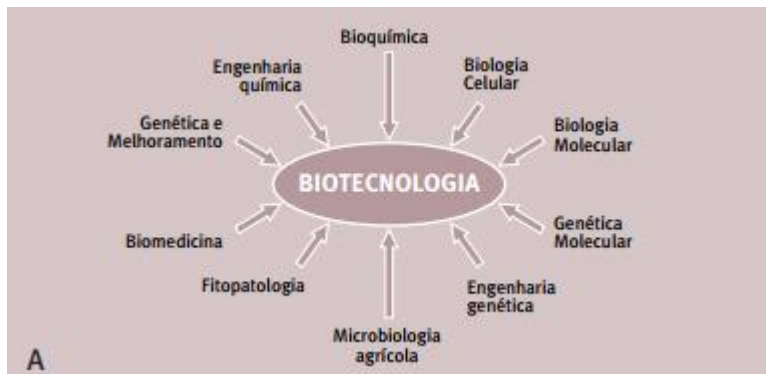 Bioquímica
Engenharia
química
Biologia
Celular
Genética e
Melhoramento
Biologia
Molecular
BIOTECNOLOGIA
Biomedicina
Genética
Molecular
Fitopatologia
Engenharia
genética
Microbiologia
agrícola
A